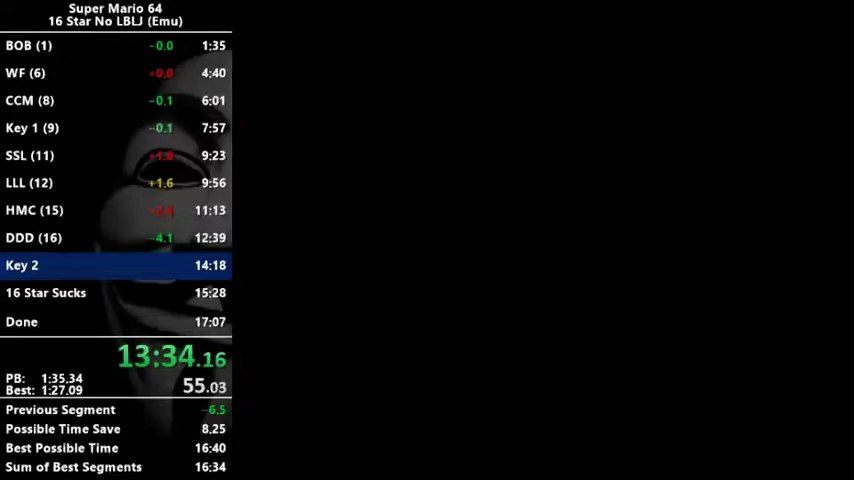 Super Mario 64
16 Star No LBLJ (Emu)
BOB (1) −0.0 1:35
WF (6) +0.0 4:40
CCM (8) −0.1 6:01
Key 1 (9) −0.1 7:57
SSL (11) +1.8 9:23
LLL (12) +1.6 9:56
HMC (15) +2.4 11:13
DDD (16) −4.1 12:39
Key 2 14:18
16 Star Sucks 15:28
Done 17:07
13:34.16
PB: 1:35.34
Best: 1:27.09 55.03
Previous Segment −6.5
Possible Time Save 8.25
Best Possible Time 16:40
Sum of Best Segments 16:34